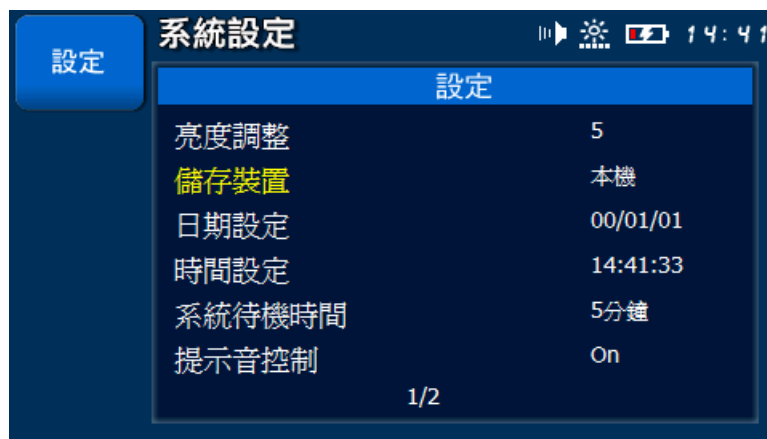 設定
系統設定
14:41
設定
亮度調整 5
儲存裝置 本機
日期設定 00/01/01
時間設定 14:41:33
系統待機時間 5分鐘
提示音控制 On
1/2